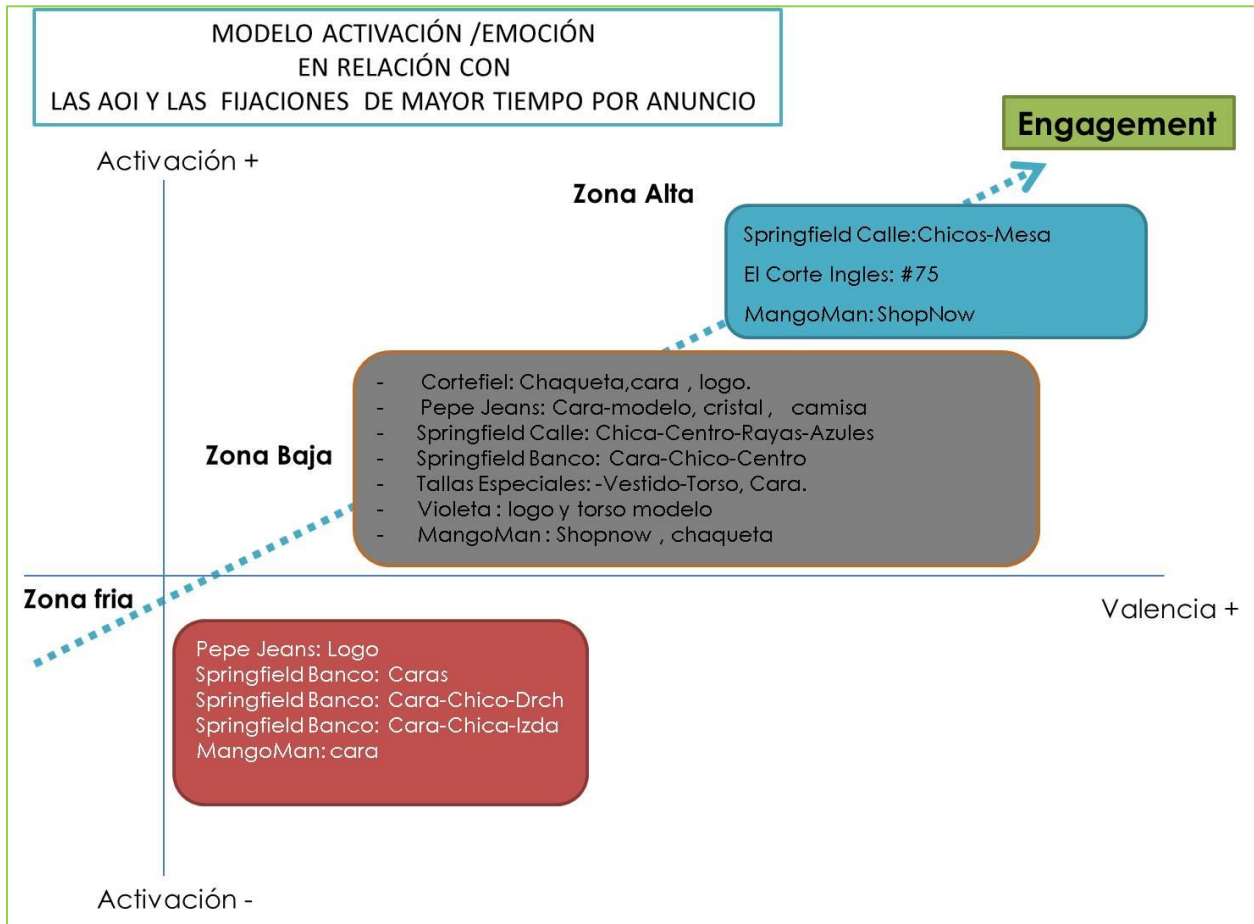 MODELO ACTIVACIÓN /EMOCIÓN
EN RELACIÓN CON
LAS AOI Y LAS FIJACIONES DE MAYOR TIEMPO POR ANUNCIO
Engagement
Activación +
Zona Alta
Springfield Calle:Chicos-Mesa
El Corte Ingles: #75
MangoMan:ShopNow
Zona Baja
- Cortefiel: Chaqueta,cara , logo.
- Pepe Jeans: Cara-modelo, cristal , camisa
- Springfield Calle: Chica-Centro-Rayas-Azules
- Springfield Banco: Cara-Chico-Centro
- Tallas Especiales: -Vestido-Torso, Cara.
- Violeta : logo y torso modelo
- MangoMan : Shopnow , chaqueta
Zona fria
Valencia +
Pepe Jeans: Logo
Springfield Banco: Caras
Springfield Banco: Cara-Chico-Drch
Springfield Banco: Cara-Chica-Izda
MangoMan: cara
Activación -